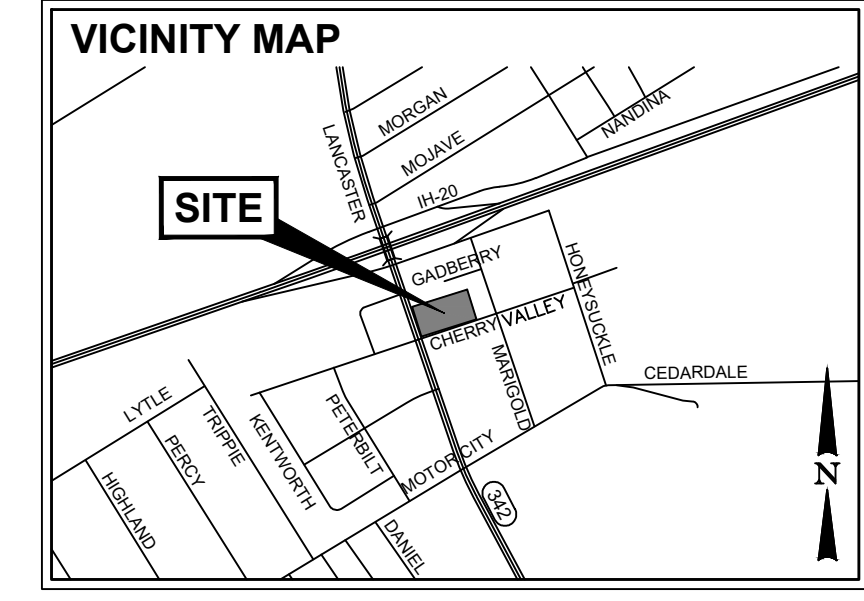 VICINITY MAP
MORGAN
NANDINA
LANCASTER
MOJAVE
SITE
IH-20
GADBERRY
HONEYSUCKLE
CHERRY VALLEY
MARIGOLD
CEDARDALE
LYTLE
TRIPPIE
KENTWORTH
PETERBILT
PERCY
MOTOR CITY
HIGHLAND
342
DANIEL
N